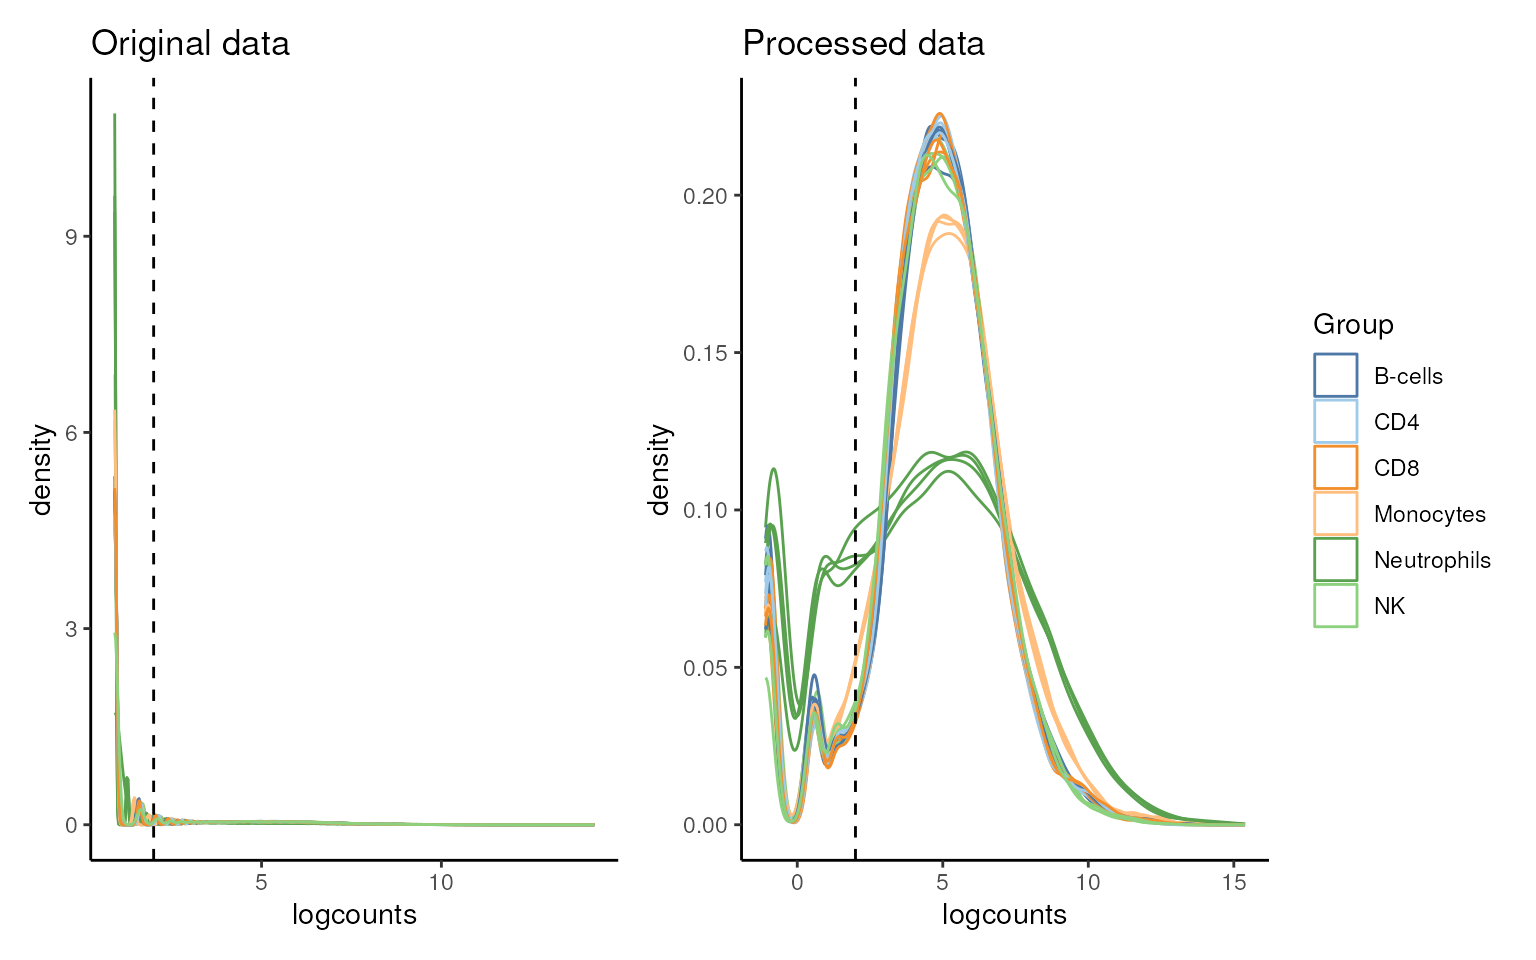 Original data
density
9
6
3
0
5
10
logcounts
Processed data
density
0.20
0.15
0.10
0.05
0.00
0
5
10
15
logcounts
Group
B-cells
CD4
CD8
Monocytes
Neutrophils
NK